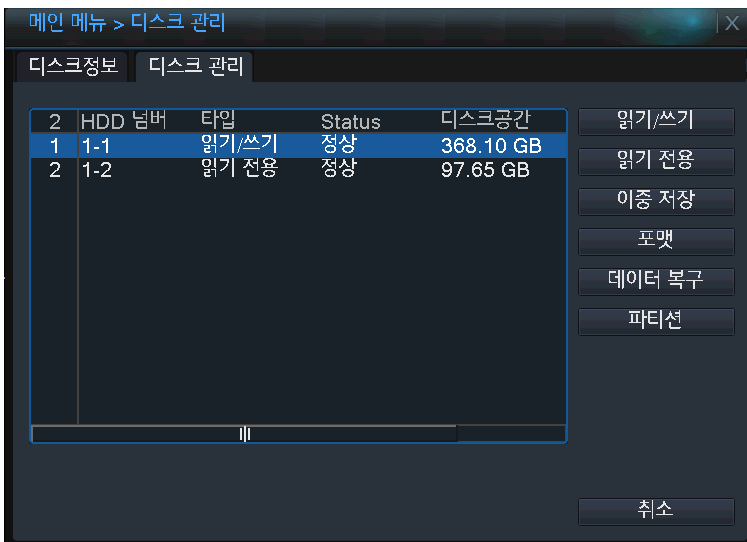 메인 메뉴 > 디스크 관리 X
디스크정보 디스크 관리
2 HDD 넘버 타입 Status 디스크공간
1 1-1 읽기/쓰기 정상 368.10 GB
2 1-2 읽기 전용 정상 97.65 GB
읽기/쓰기
읽기 전용
이중 저장
포맷
데이터 복구
파티션
취소